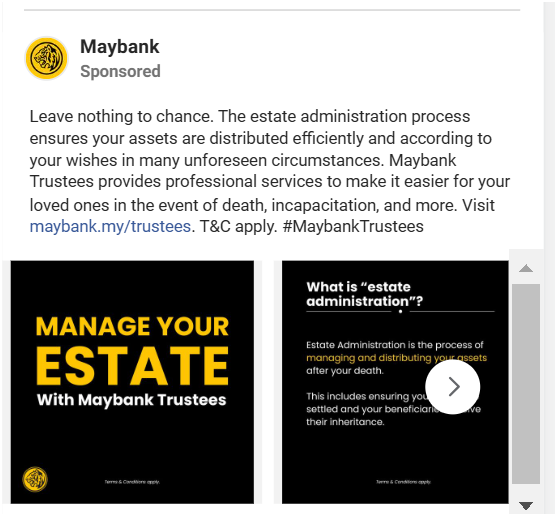 Maybank
Sponsored
Leave nothing to chance. The estate administration process
ensures your assets are distributed efficiently and according to
your wishes in many unforeseen circumstances. Maybank
Trustees provides professional services to make it easier for your
loved ones in the event of death, incapacitation, and more. Visit
maybank.my/trustees. T&C apply. #MaybankTrustees
MANAGE YOUR
ESTATE
With Maybank Trustees
Terms & Conditions apply.
What is “estate
administration”?
Estate Administration is the process of
managing and distributing your assets
after your death.
This includes ensuring
settled and your
their inheritance.
Terms & Conditions apply.